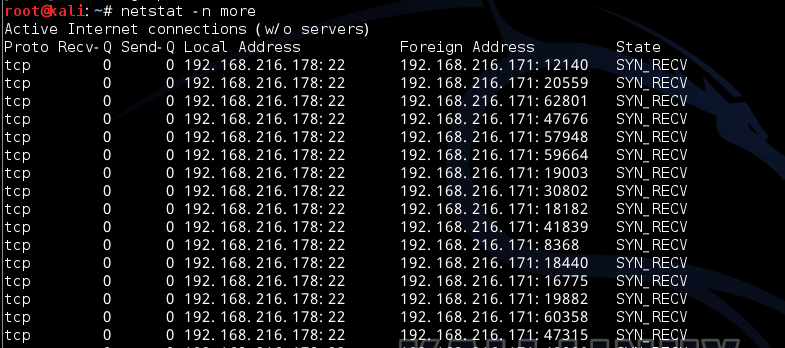 root@kali:~# netstat -n more
Active Internet connections (w/o servers)
Proto Recv-Q Send-Q Local Address Foreign Address State
tcp 0 0 192.168.216.178:22 192.168.216.171:12140 SYN_RECV
tcp 0 0 192.168.216.178:22 192.168.216.171:20559 SYN_RECV
tcp 0 0 192.168.216.178:22 192.168.216.171:62801 SYN_RECV
tcp 0 0 192.168.216.178:22 192.168.216.171:47676 SYN_RECV
tcp 0 0 192.168.216.178:22 192.168.216.171:57948 SYN_RECV
tcp 0 0 192.168.216.178:22 192.168.216.171:59664 SYN_RECV
tcp 0 0 192.168.216.178:22 192.168.216.171:19003 SYN_RECV
tcp 0 0 192.168.216.178:22 192.168.216.171:30802 SYN_RECV
tcp 0 0 192.168.216.178:22 192.168.216.171:18182 SYN_RECV
tcp 0 0 192.168.216.178:22 192.168.216.171:41839 SYN_RECV
tcp 0 0 192.168.216.178:22 192.168.216.171:8368 SYN_RECV
tcp 0 0 192.168.216.178:22 192.168.216.171:18440 SYN_RECV
tcp 0 0 192.168.216.178:22 192.168.216.171:16775 SYN_RECV
tcp 0 0 192.168.216.178:22 192.168.216.171:19882 SYN_RECV
tcp 0 0 192.168.216.178:22 192.168.216.171:60358 SYN_RECV
tcp 0 0 192.168.216.178:22 192.168.216.171:47315 SYN_RECV